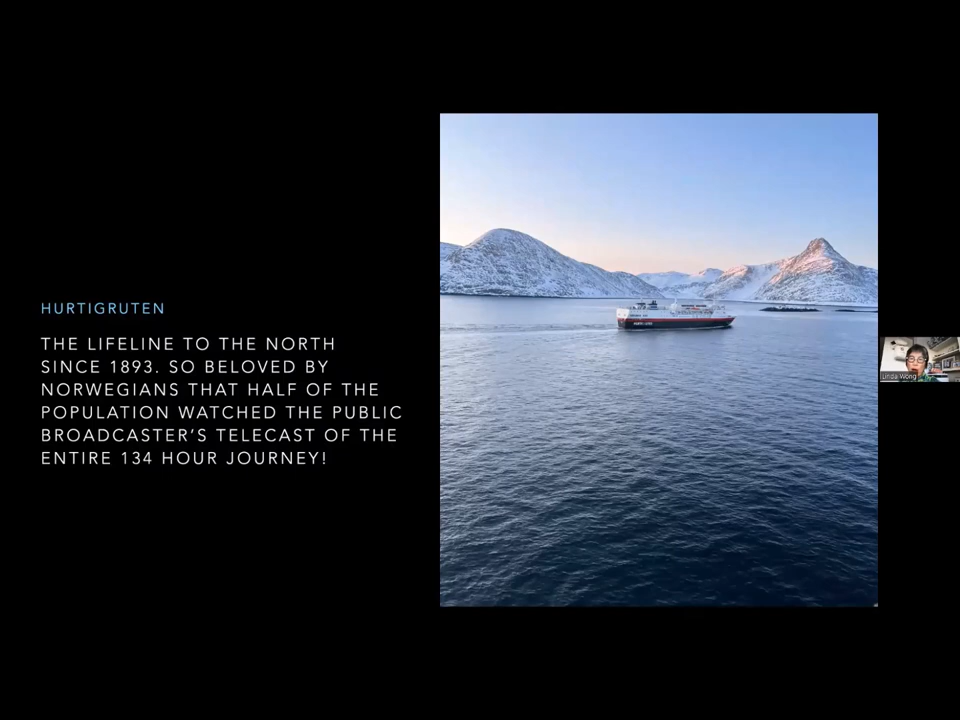 HURTIGRUTEN
THE LIFELINE TO THE NORTH
SINCE 1893. SO BELOVED BY
NORWEGIANS THAT HALF OF THE
POPULATION WATCHED THE PUBLIC
BROADCASTER’S TELECAST OF THE
ENTIRE 134 HOUR JOURNEY!
Linda Wong